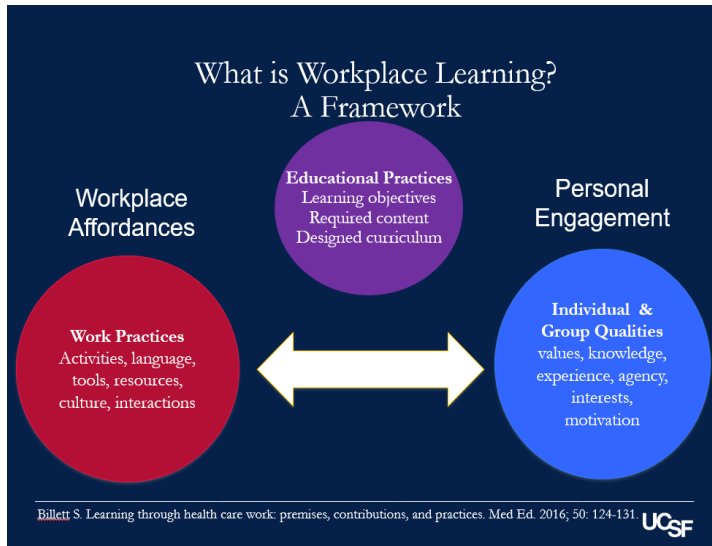 What is Workplace Learning?
A Framework
Educational Practices
Learning objectives
Required content
Designed curriculum
Workplace
Affordances
Personal
Engagement
Work Practices
Activities, language,
tools, resources,
culture, interactions
Individual &
Group Qualities
values, knowledge,
experience, agency,
interests,
motivation
Billett S. Learning through health care work: premises, contributions, and practices. Med Ed. 2016; 50: 124-131.
UCSF